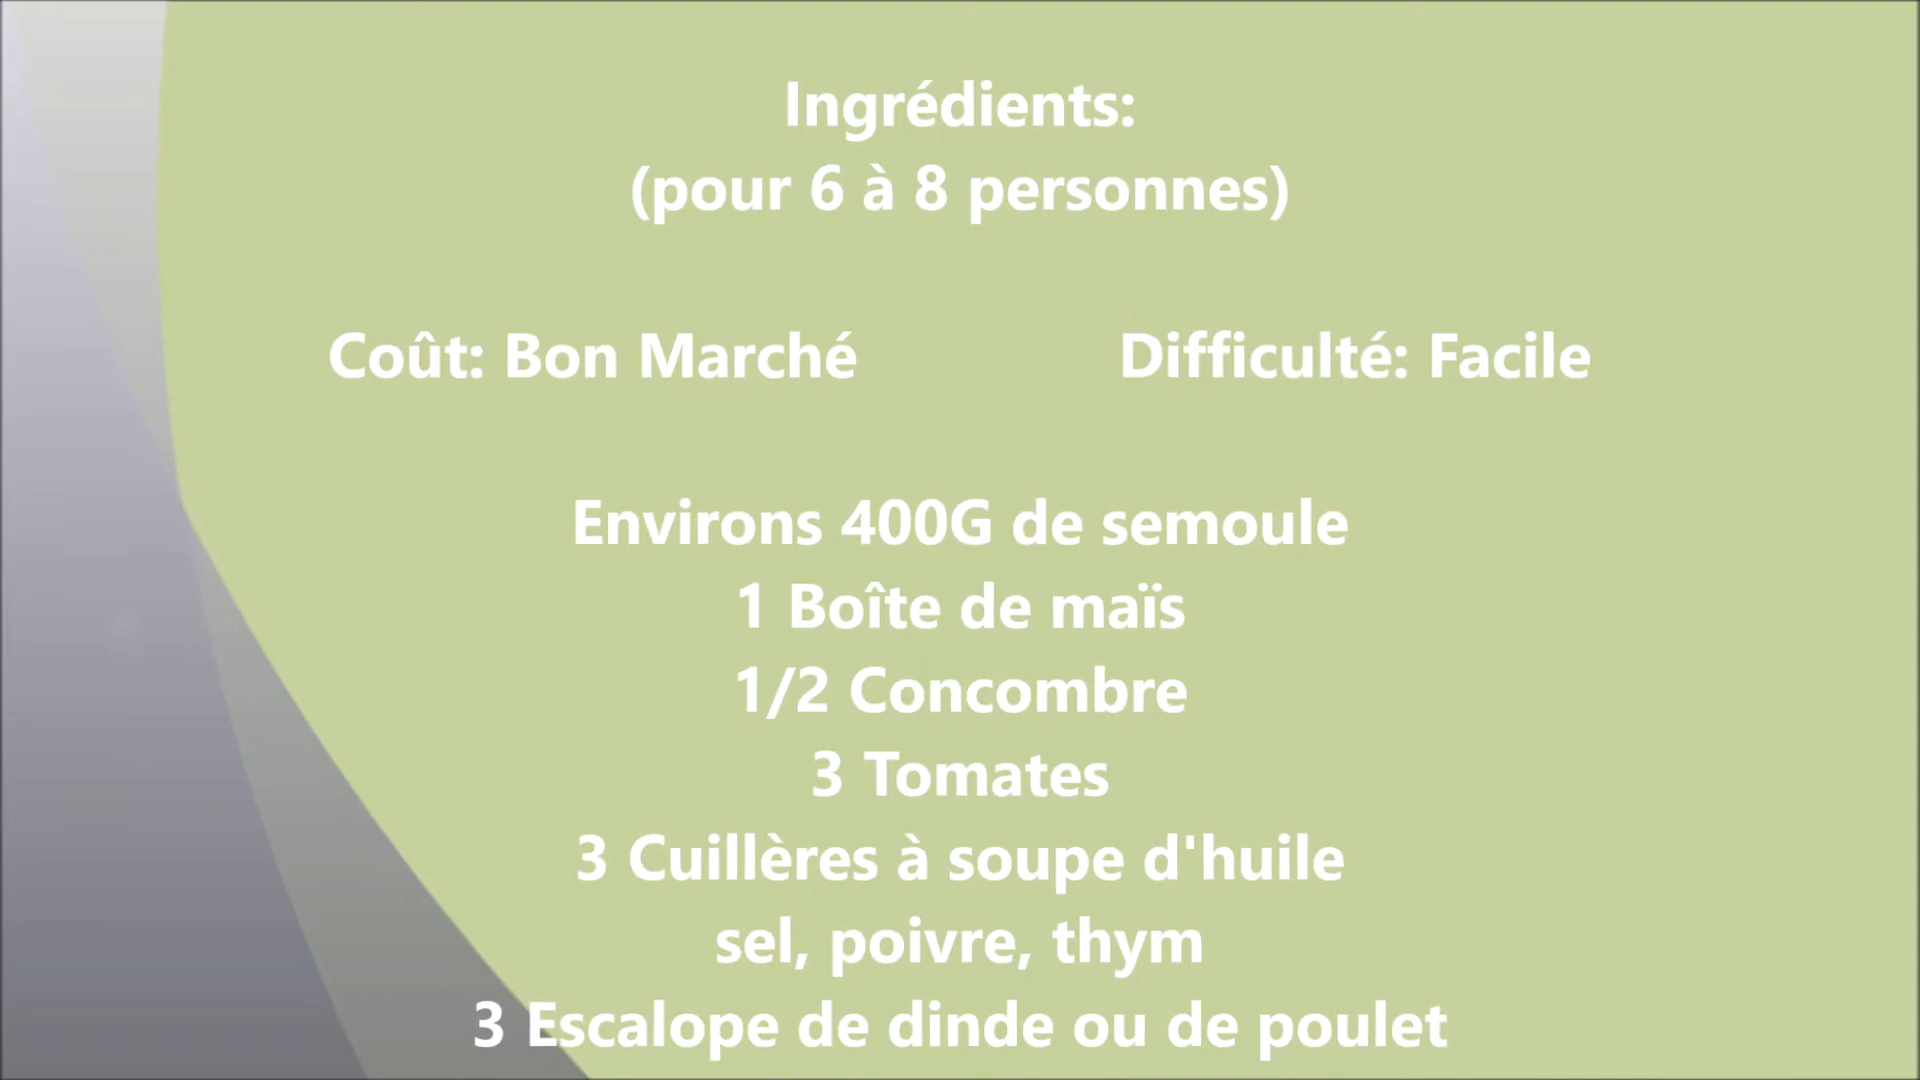 Ingrédients:
(pour 6 à 8 personnes)
Coût: Bon Marché Difficulté: Facile
Environs 400G de semoule
1 Boîte de maïs
1/2 Concombre
3 Tomates
3 Cuillères à soupe d'huile
sel, poivre, thym
3 Escalope de dinde ou de poulet